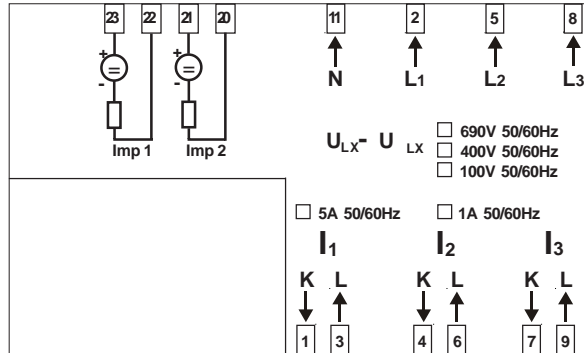 23 22 21 20 11 2 5 8
+ +
- -
N L1 L2 L3
Imp 1 Imp 2
ULX- U LX
690V 50/60Hz
400V 50/60Hz
100V 50/60Hz
5A 50/60Hz 1A 50/60Hz
I1 I2 I3
K L K L K L
1 3 4 6 7 9